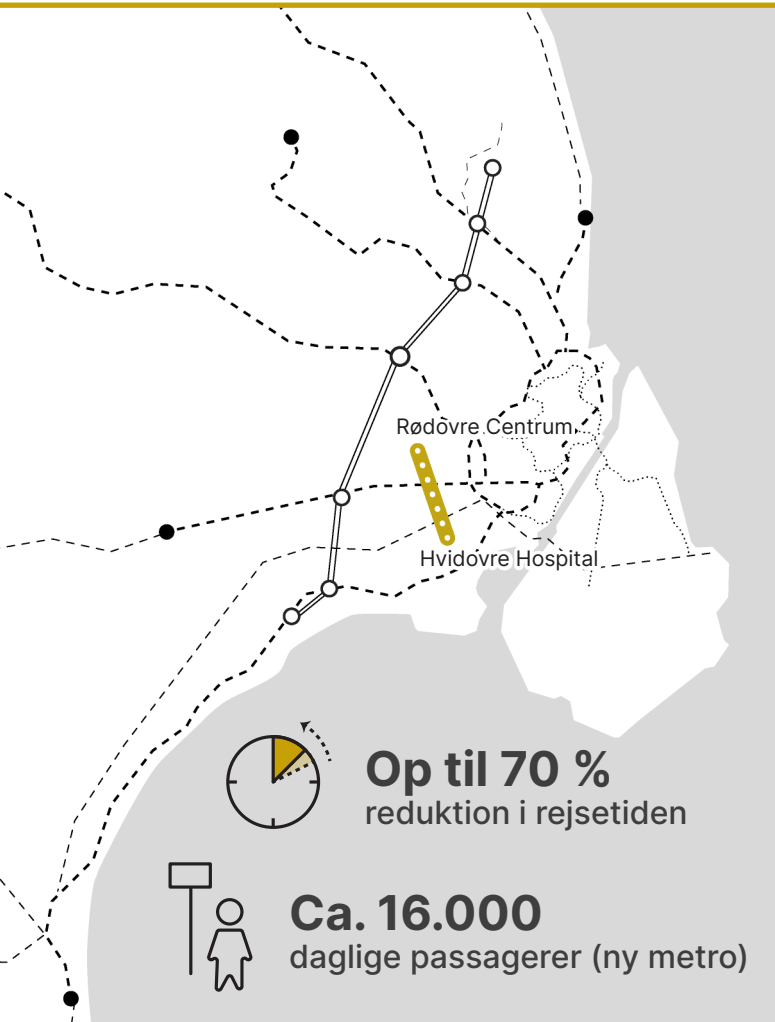 Rødovre Centrum
Hvidovre Hospital
Op til 70 %
reduktion i rejsetiden
Ca. 16.000
daglige passagerer (ny metro)